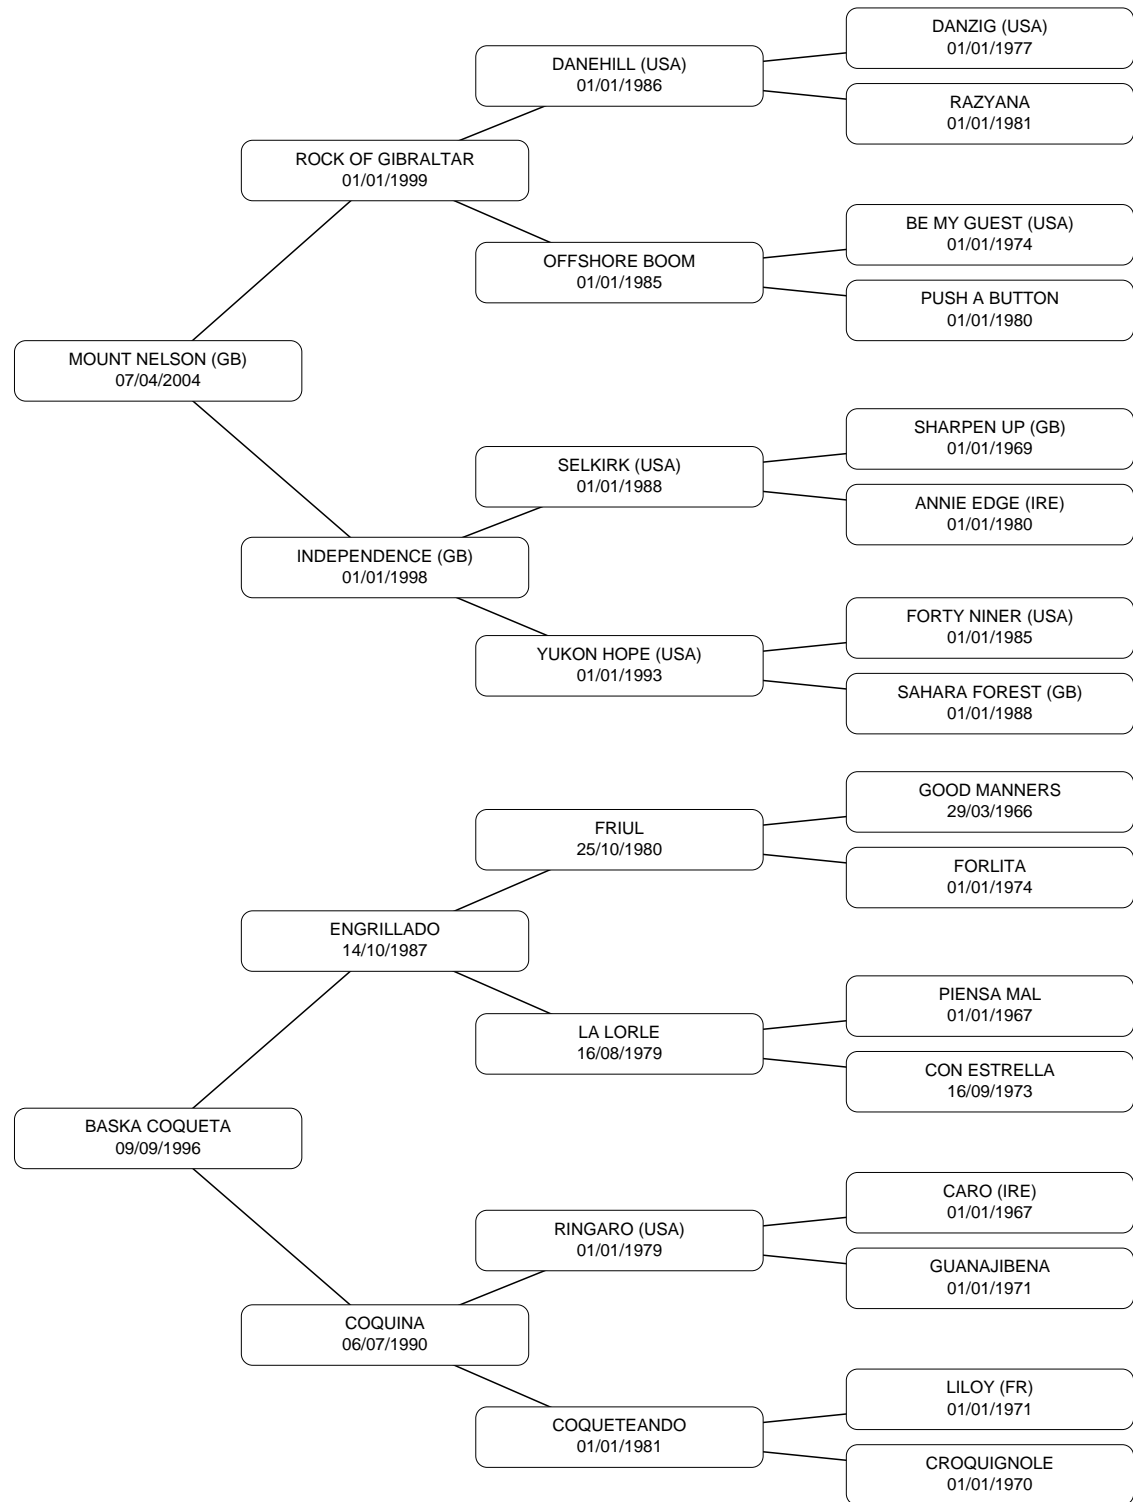 DANZIG (USA)
01/01/1977
DANEHILL (USA)
01/01/1986
RAZYANA
01/01/1981
ROCK OF GIBRALTAR
01/01/1999
BE MY GUEST (USA)
01/01/1974
OFFSHORE BOOM
01/01/1985
PUSH A BUTTON
01/01/1980
MOUNT NELSON (GB)
07/04/2004
SHARPEN UP (GB)
01/01/1969
SELKIRK (USA)
01/01/1988
ANNIE EDGE (IRE)
01/01/1980
INDEPENDENCE (GB)
01/01/1998
FORTY NINER (USA)
01/01/1985
YUKON HOPE (USA)
01/01/1993
SAHARA FOREST (GB)
01/01/1988
GOOD MANNERS
29/03/1966
FRIUL
25/10/1980
FORLITA
01/01/1974
ENGRILLADO
14/10/1987
PIENSA MAL
01/01/1967
LA LORLE
16/08/1979
CON ESTRELLA
16/09/1973
BASKA COQUETA
09/09/1996
CARO (IRE)
01/01/1967
RINGARO (USA)
01/01/1979
GUANAJIBENA
01/01/1971
COQUINA
06/07/1990
LILOY (FR)
01/01/1971
COQUETEANDO
01/01/1981
CROQUIGNOLE
01/01/1970